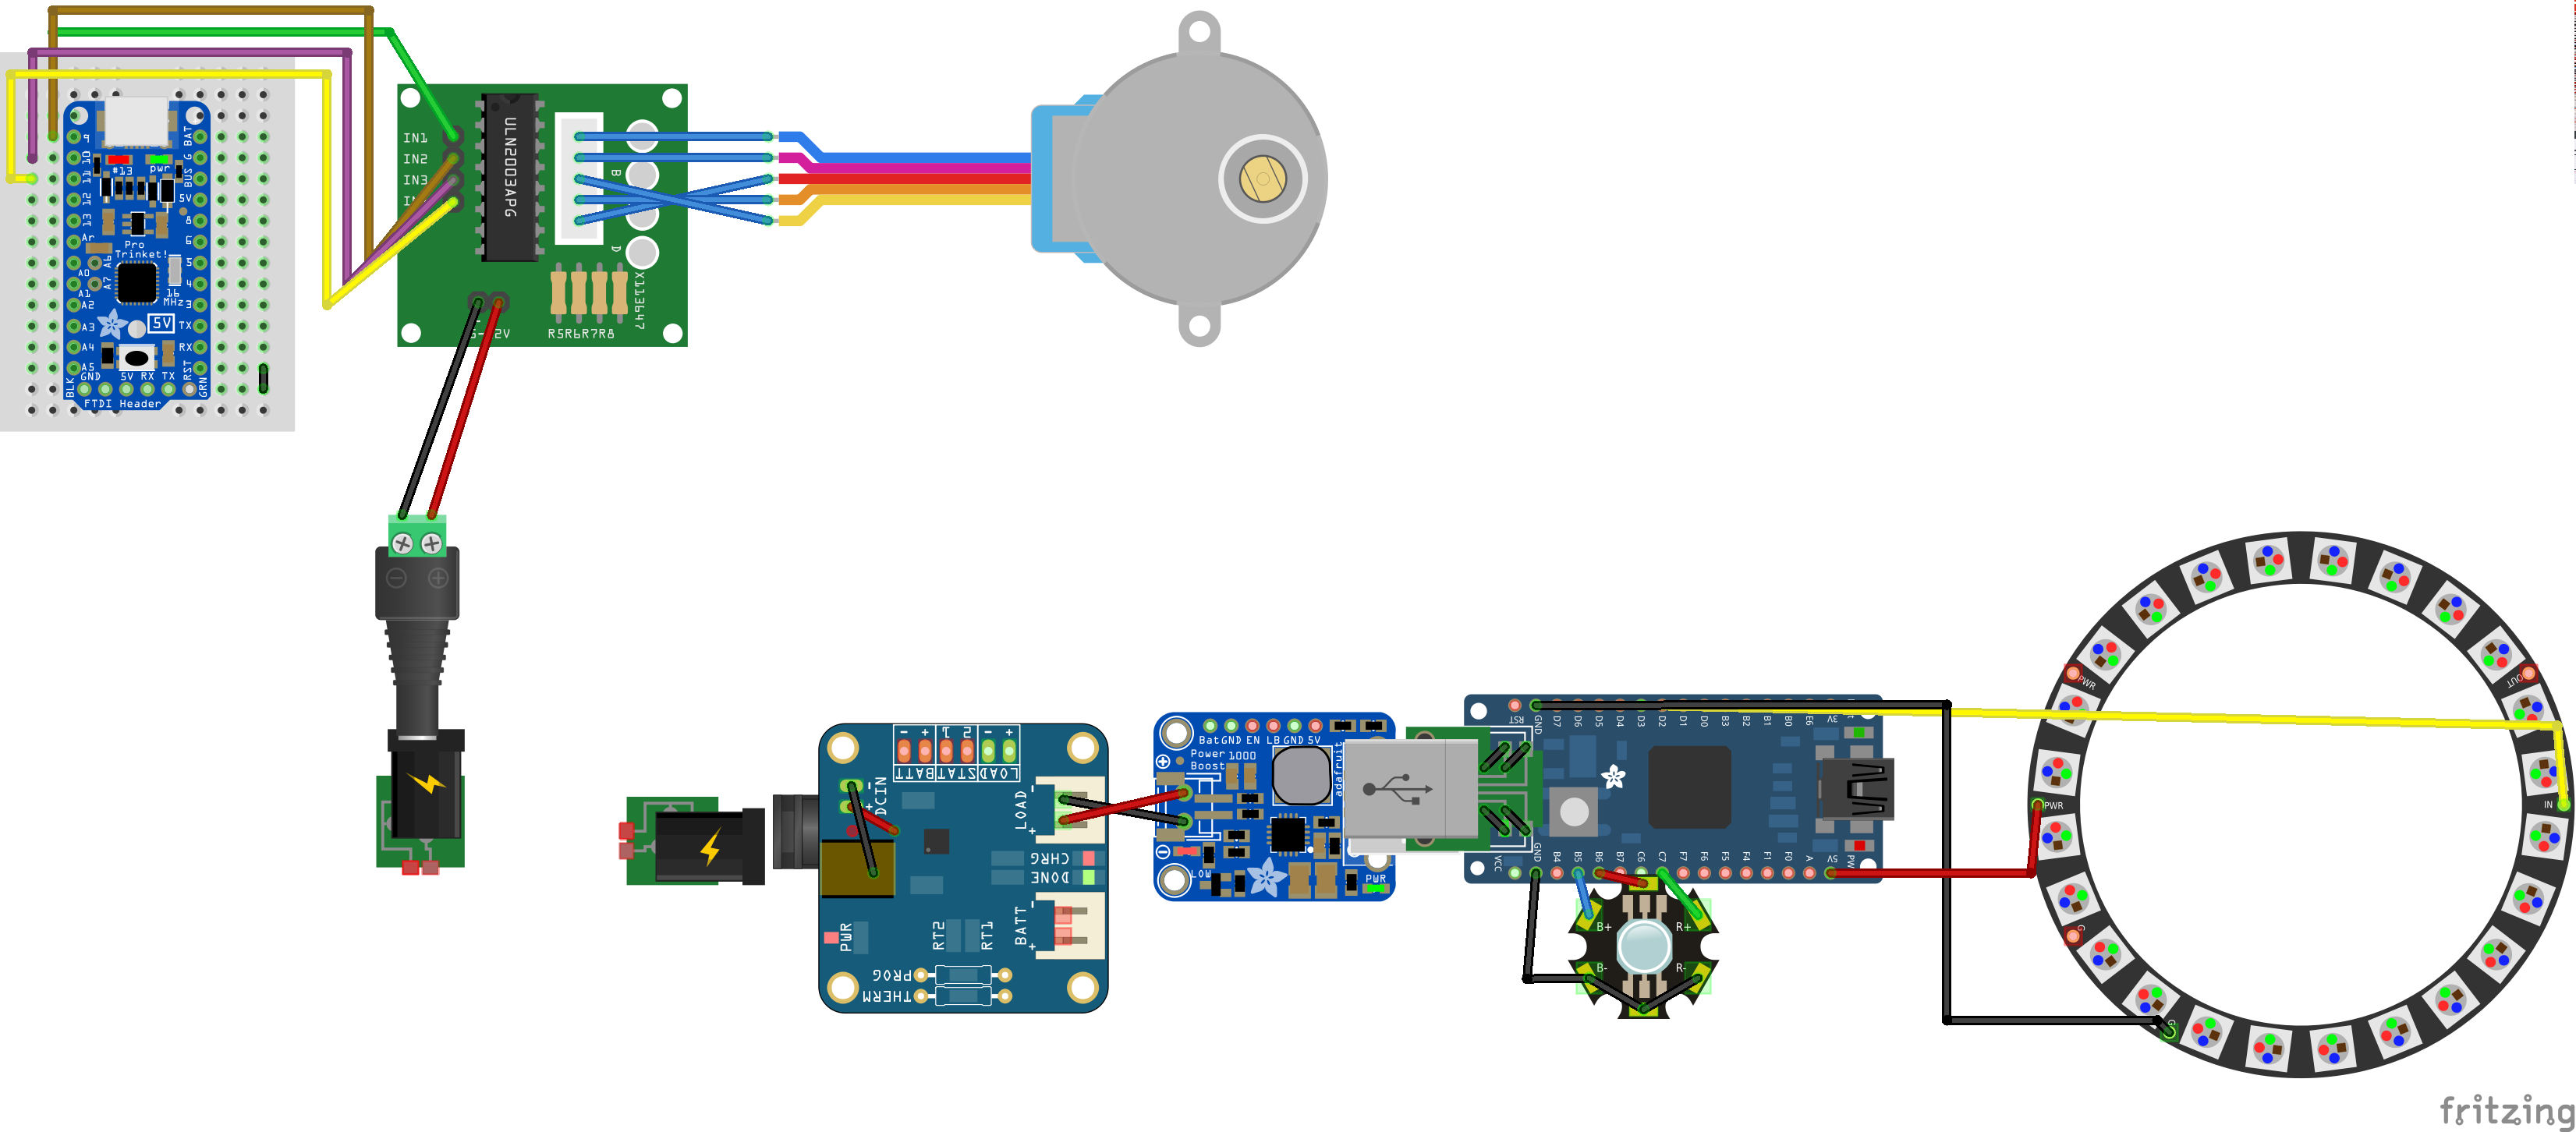 9
10
11
12
13
Ar
A0
A6
A7
A1
A2
A3
A4
A5
BAT
G
BUS
5V
8
6
5
4
3
TX
RX
RST
#13
pwr
Pro
Trinket!
16
MHz
5V
GND 5V RX TX
BLK
GRN
FTDI Header
IN1
IN2
IN3
ULN2003APG
B
D
X113647
R5R6R7R8
- + - +
BATT STAT LOAD
1 2
DCIN
- +
LOAD
- +
CHRG
DONE
BATT
- +
PWR
RT2
RT1
PROG
THERM
Bat GND EN LB GND 5V
Power
Boost
1000
adafruit
LOW
PWR
RST GND D7 D6 D5 D4 D3 D2 D1 D0 B3 B2 B1 B0 E6 3V
VCC GND B4 B5 B6 B7 C6 C7 F7 F6 F5 F4 F1 F0 A 5V PW
B+
R+
B-
R-
PWR
OUT
PWR
IN
G
G
fritzing